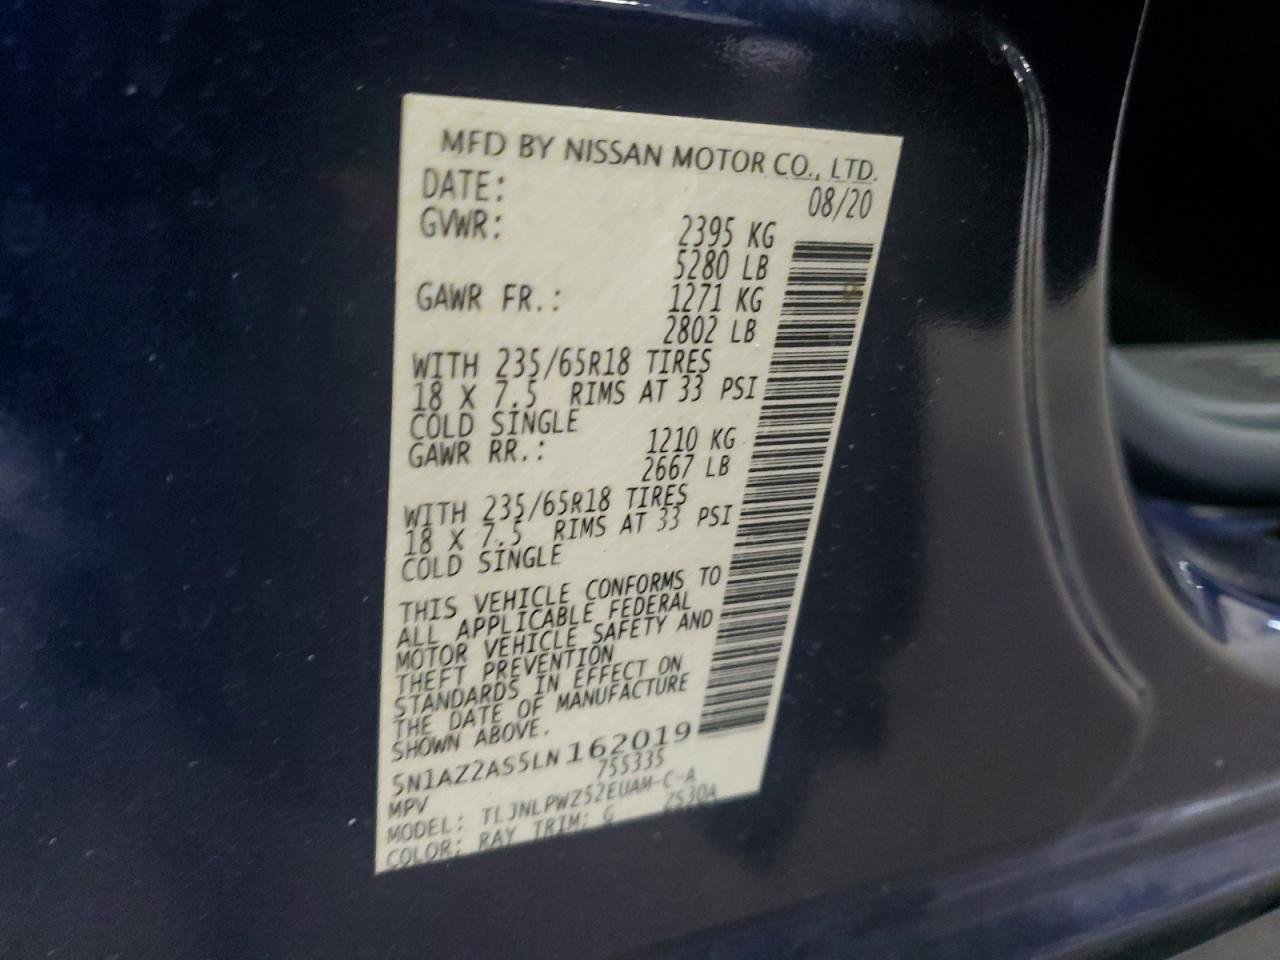 MFD BY NISSAN MOTOR CO., LTD.
DATE: 08/20
GVWR: 2395 KG
5280 LB
GAWR FR.: 1271 KG
2802 LB
WITH 235/65R18 TIRES
18 X 7.5 RIMS AT 33 PSI
COLD SINGLE
GAWR RR.: 1210 KG
2667 LB
WITH 235/65R18 TIRES
18 X 7.5 RIMS AT 33 PSI
COLD SINGLE
THIS VEHICLE CONFORMS TO
ALL APPLICABLE FEDERAL
MOTOR VEHICLE SAFETY AND
THEFT PREVENTION
STANDARDS IN EFFECT ON
THE DATE OF MANUFACTURE
SHOWN ABOVE.
5N1AZ2AS5LN162019
MPV 755335
MODEL: TLJNLPWZ52EUAM-C-A
COLOR: RAY TRIM: G ZS30A